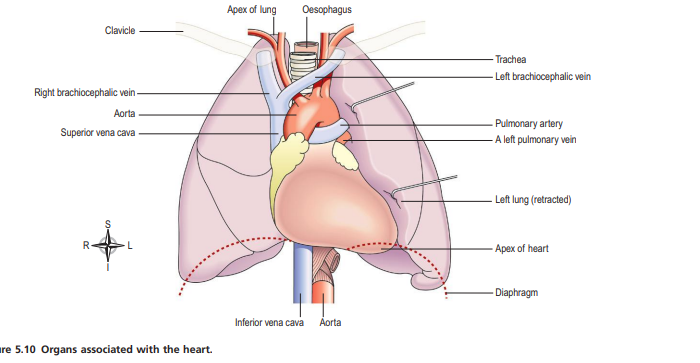 Apex of lung
Oesophagus
Clavicle
Trachea
Left brachiocephalic vein
Right brachiocephalic vein
Aorta
Pulmonary artery
Superior vena cava
A left pulmonary vein
Left lung (retracted)
S
R
L
I
Apex of heart
Diaphragm
Inferior vena cava
Aorta
ure 5.10 Organs associated with the heart.